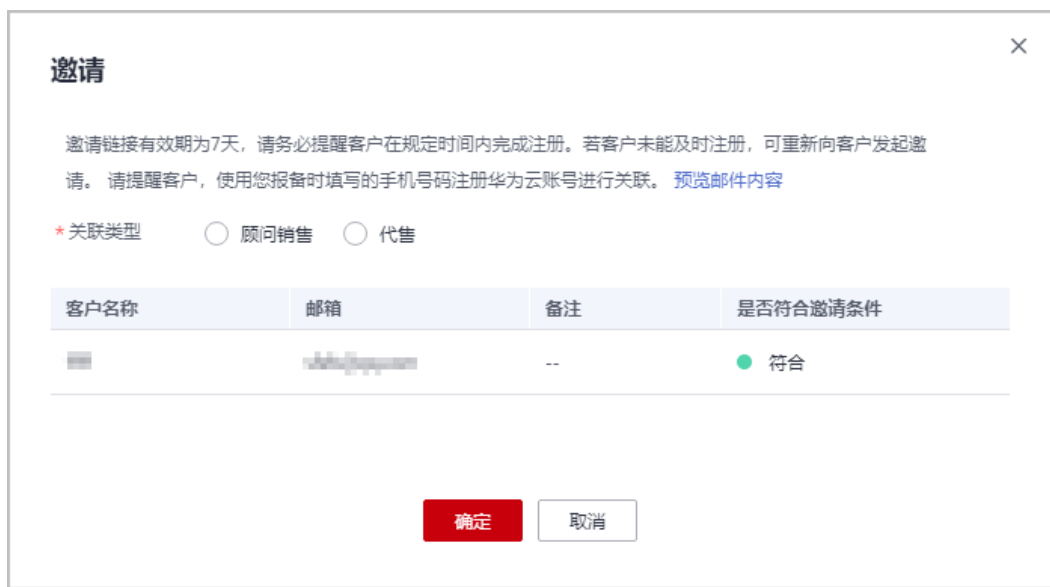 邀请
邀请链接有效期为7天，请务必提醒客户在规定时间内完成注册。若客户未能及时注册，可重新向客户发起邀
请。 请提醒客户，使用您报备时填写的手机号码注册华为云账号进行关联。 预览邮件内容
* 关联类型 顾问销售 代售
客户名称 邮箱 备注 是否符合邀请条件
-- 符合
确定 取消